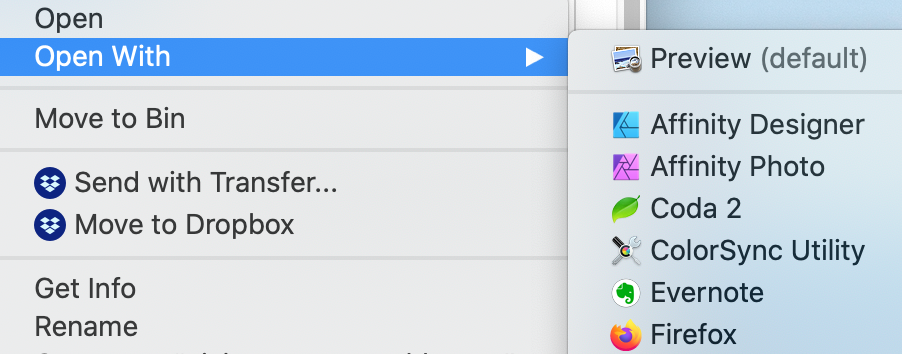 Open
Open With
Move to Bin
Send with Transfer...
Move to Dropbox
Get Info
Rename
Preview (default)
Affinity Designer
Affinity Photo
Coda 2
ColorSync Utility
Evernote
Firefox